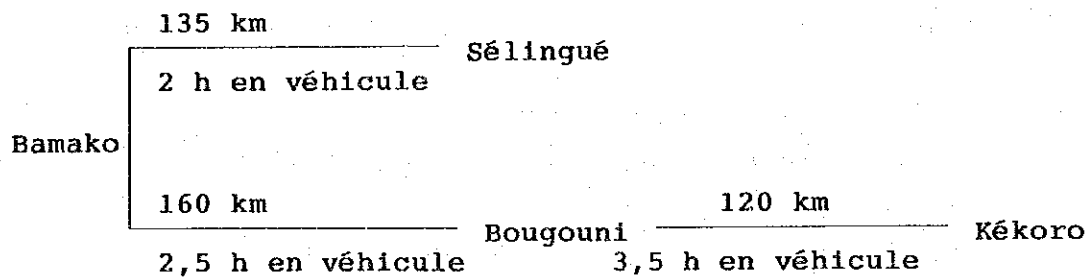 135 km
Sélingué
2 h en véhicule
Bamako
160 km
120 km
Bougouni
Kékoro
2,5 h en véhicule
3,5 h en véhicule